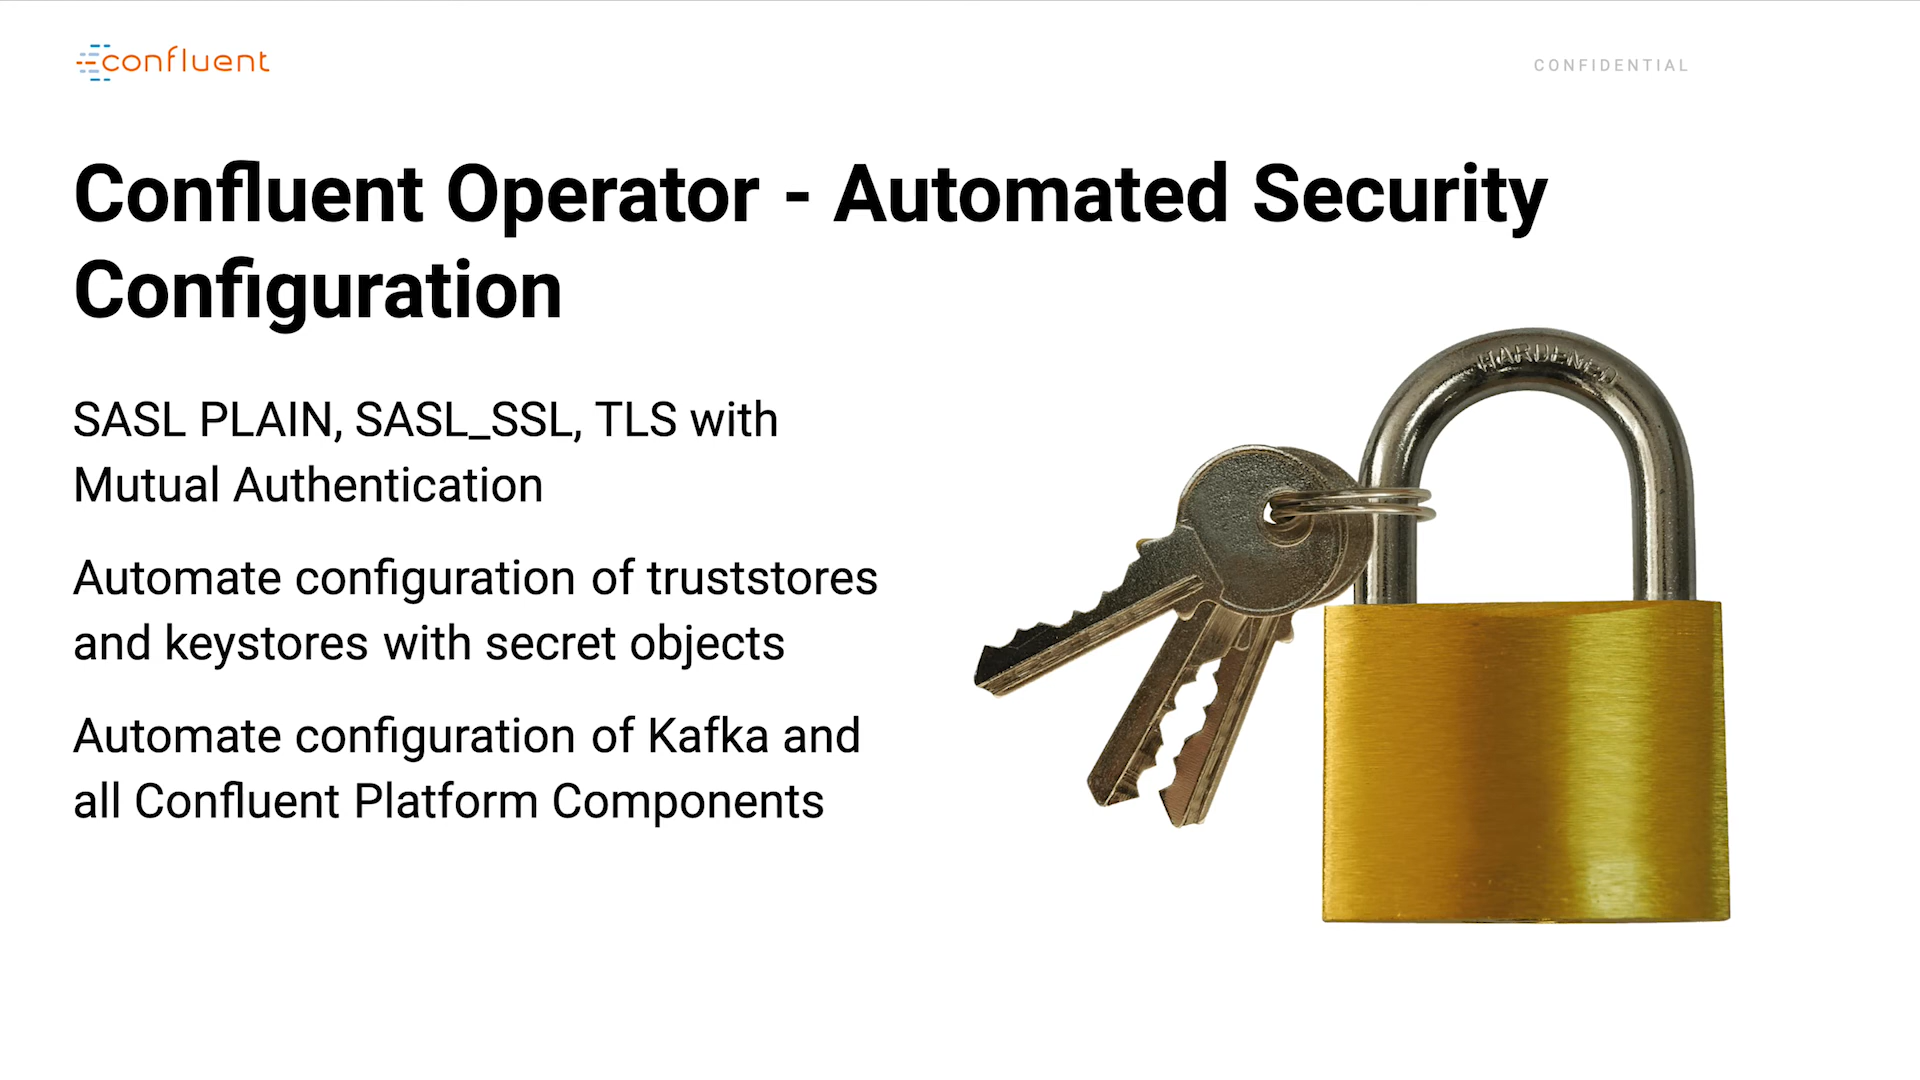 confluent
CONFIDENTIAL
Confluent Operator - Automated Security
Configuration
HARDENED
SASL PLAIN, SASL_SSL, TLS with
Mutual Authentication
Automate configuration of truststores
and keystores with secret objects
Automate configuration of Kafka and
all Confluent Platform Components